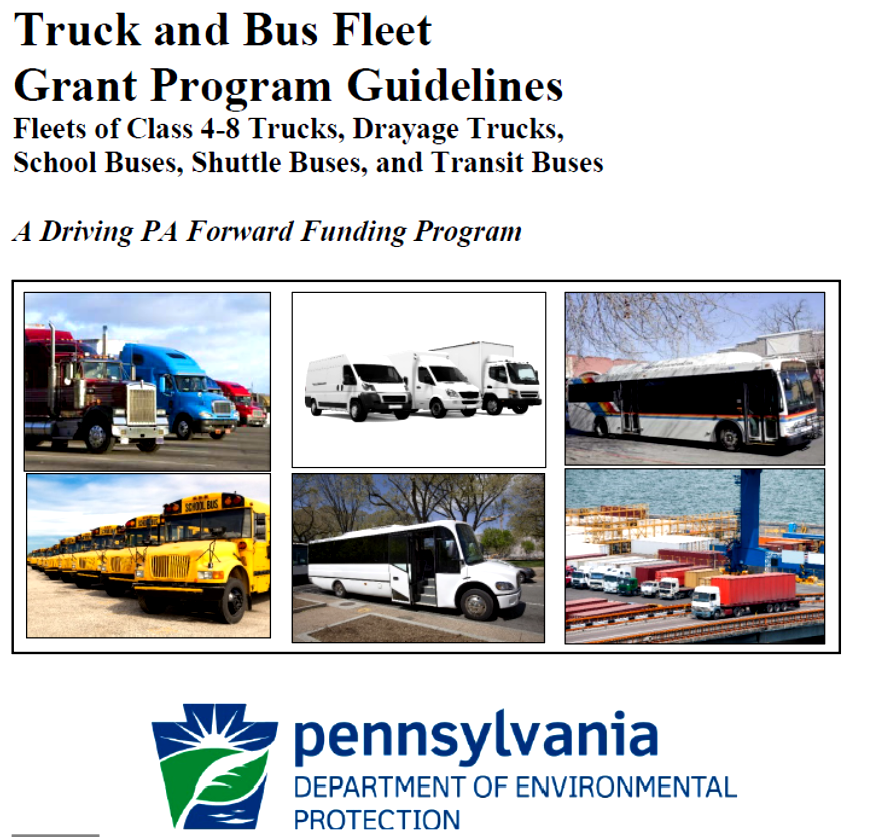 Truck and Bus Fleet
Grant Program Guidelines
Fleets of Class 4-8 Trucks, Drayage Trucks,
School Buses, Shuttle Buses, and Transit Buses
A Driving PA Forward Funding Program
SCHOOL BUS
pennsylvania
DEPARTMENT OF ENVIRONMENTAL
PROTECTION